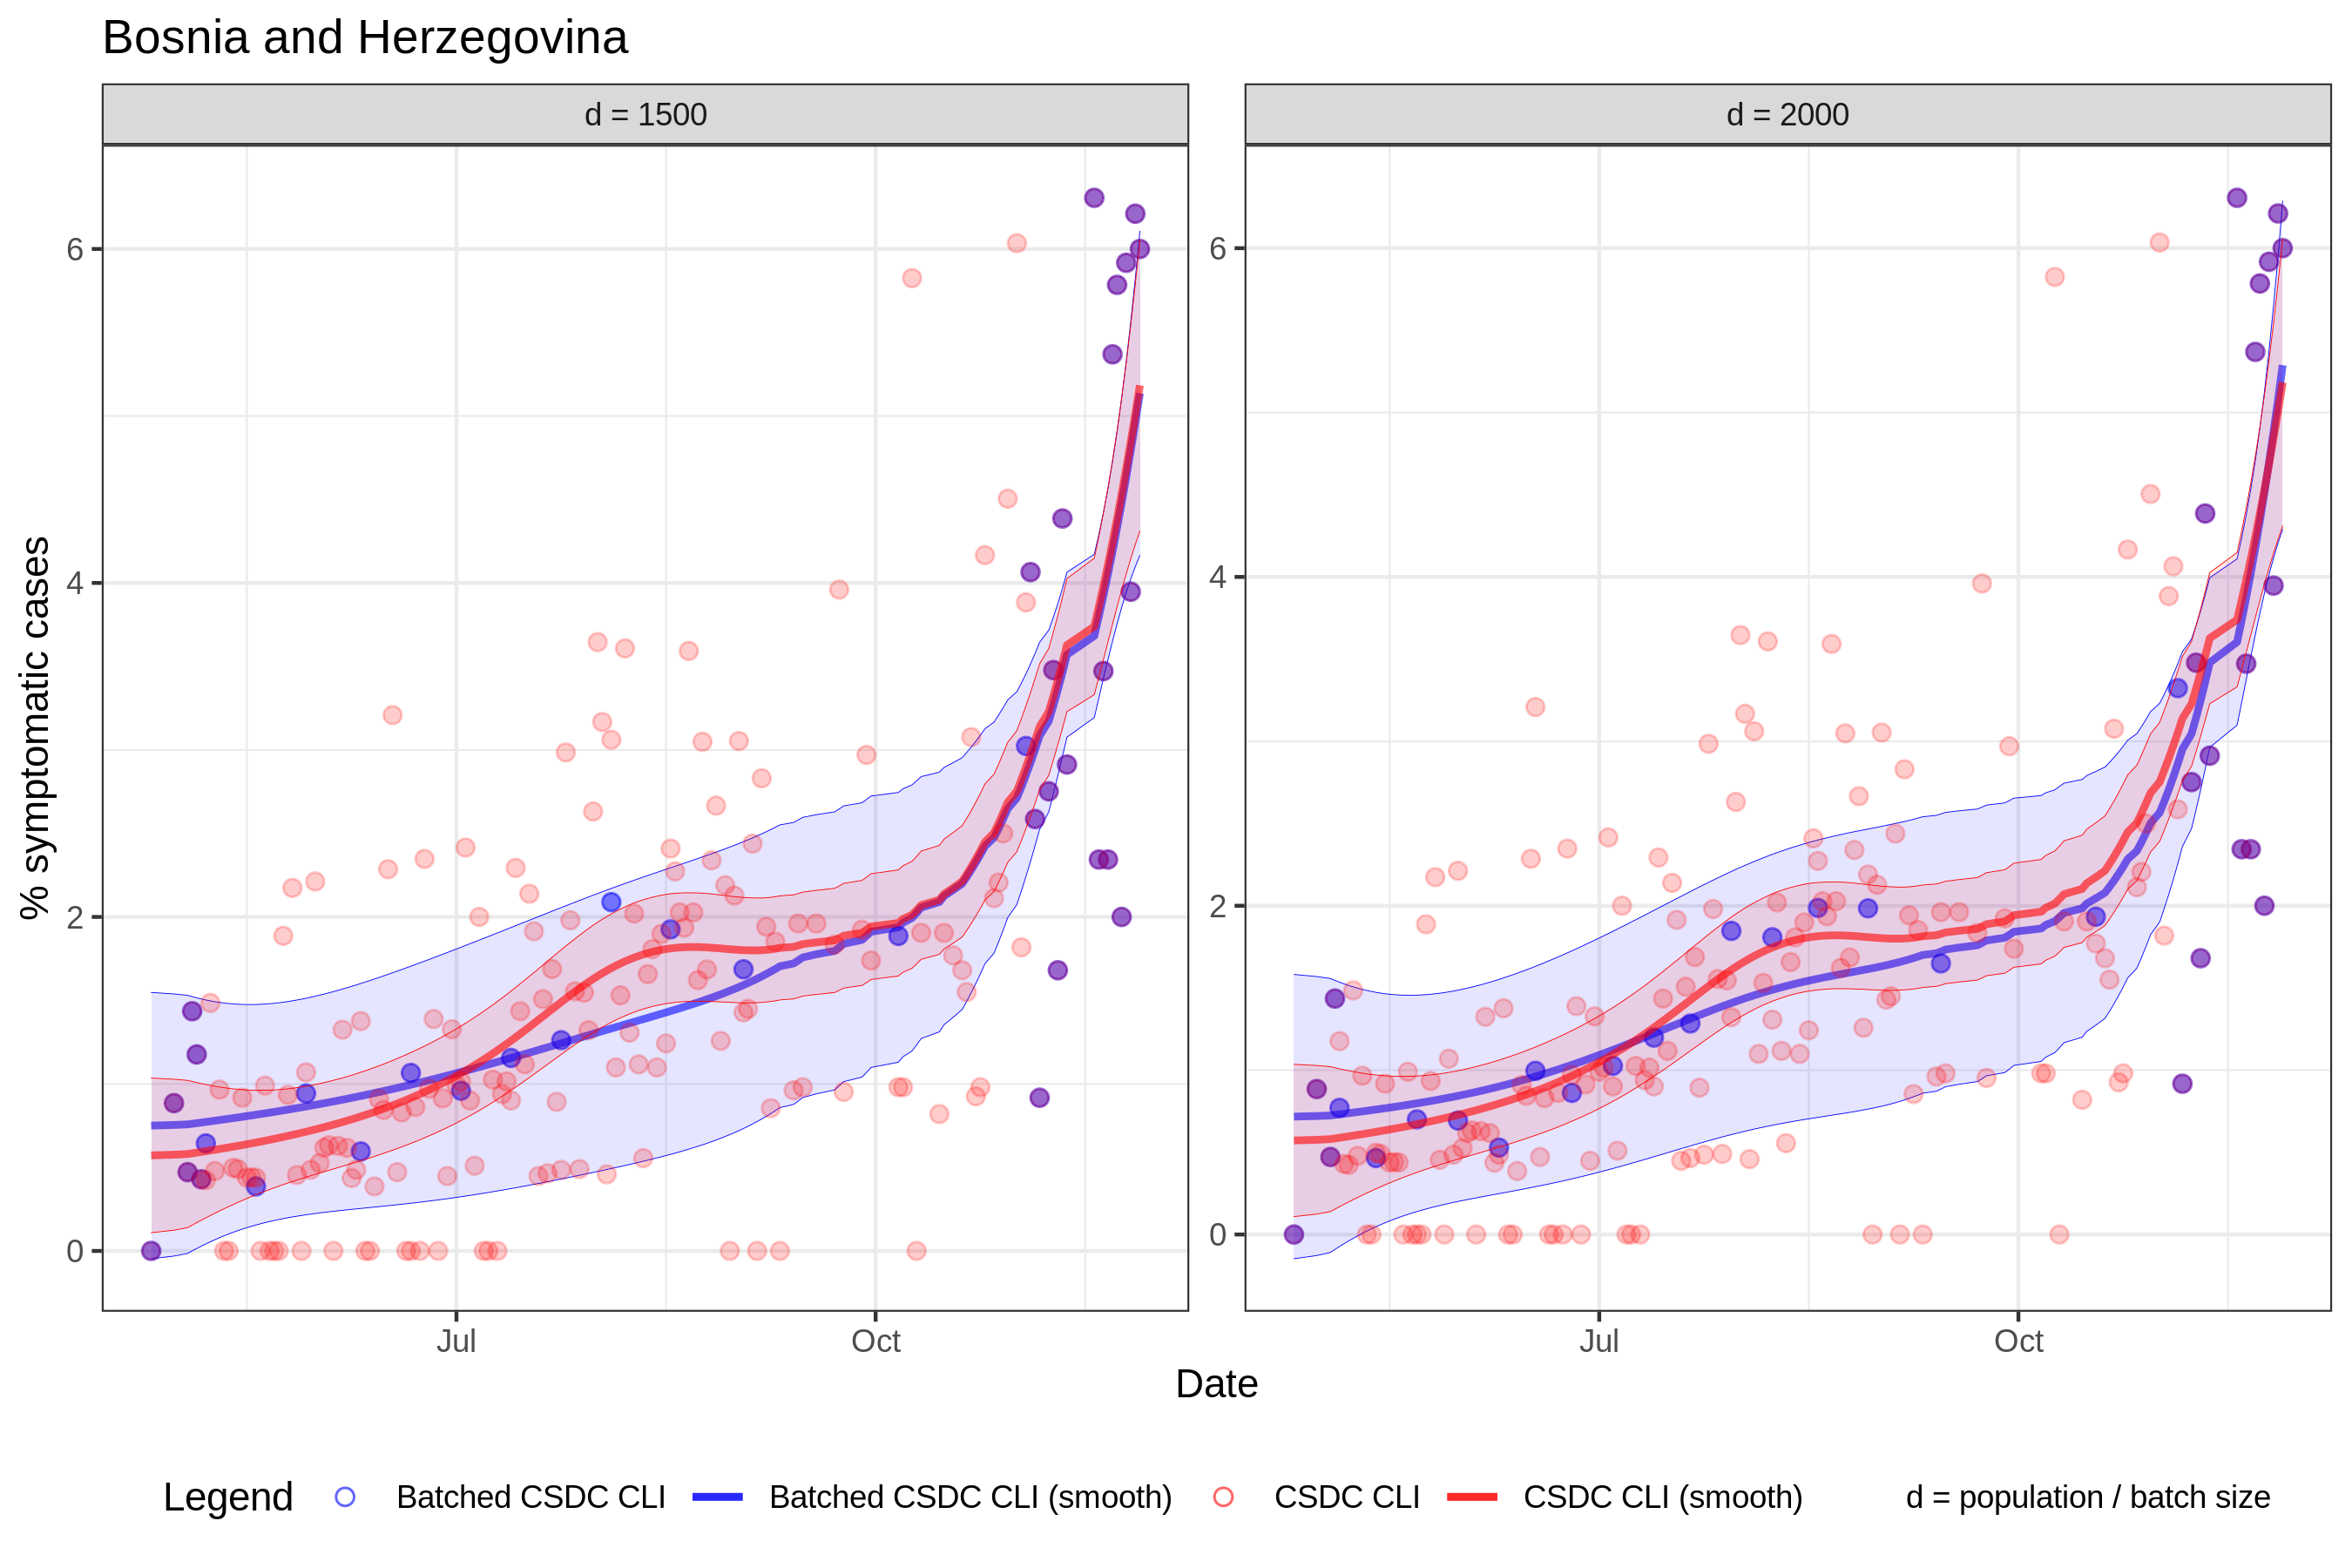 Bosnia and Herzegovina
d = 1500
d = 2000
% symptomatic cases
6
4
2
0
6
4
2
0
Jul
Oct
Jul
Oct
Date
Legend
Batched CSDC CLI
Batched CSDC CLI (smooth)
CSDC CLI
CSDC CLI (smooth)
d = population / batch size